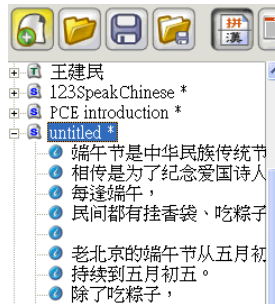 拼
漢
王建民
123SpeakChinese *
PCE introduction *
untitled *
端午节是中华民族传统节
相传是为了纪念爱国诗人
每逢端午，
民间都有挂香袋、吃粽子
老北京的端午节从五月初
持续到五月初五。
除了吃粽子，